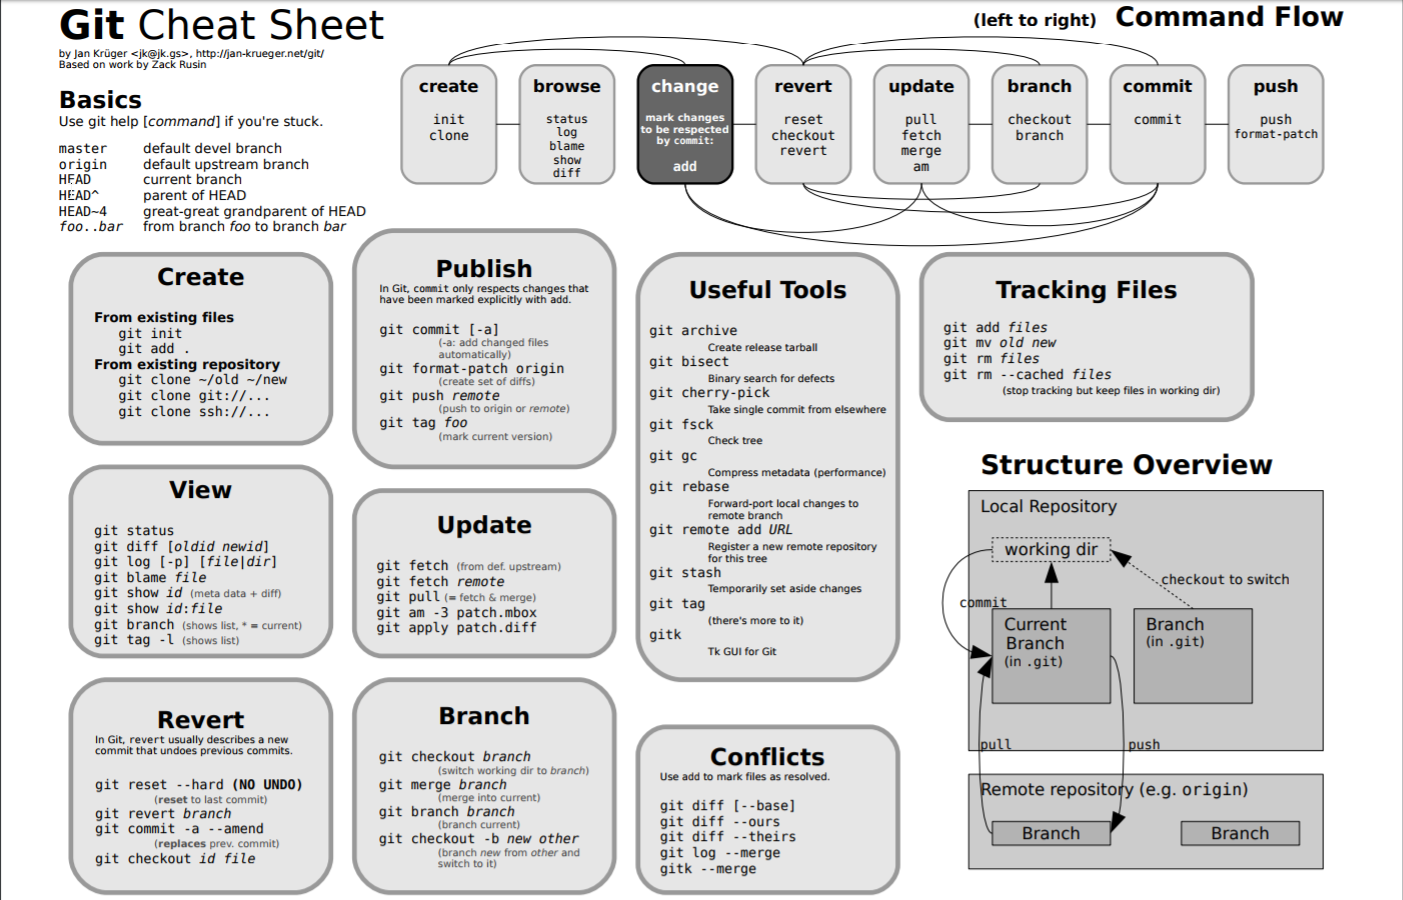 Git Cheat Sheet
by Jan Krüger <jk@jk.gs>, http://jan-krueger.net/git/
Based on work by Zack Rusin
(left to right) Command Flow
create
init
clone
browse
status
log
blame
show
diff
change
mark changes
to be respected
by commit:
add
revert
reset
checkout
revert
update
pull
fetch
merge
am
branch
checkout
branch
commit
commit
push
push
format-patch
Basics
Use git help [command] if you're stuck.
master default devel branch
origin default upstream branch
HEAD current branch
HEAD^ parent of HEAD
HEAD~4 great-great grandparent of HEAD
foo..bar from branch foo to branch bar
Create
From existing files
git init
git add .
From existing repository
git clone ~/old ~/new
git clone git://...
git clone ssh://...
View
git status
git diff [oldid newid]
git log [-p] [file|dir]
git blame file
git show id (meta data + diff)
git show id:file
git branch (shows list, * = current)
git tag -l (shows list)
Revert
In Git, revert usually describes a new
commit that undoes previous commits.
git reset --hard (NO UNDO)
(reset to last commit)
git revert branch
git commit -a --amend
(replaces prev. commit)
git checkout id file
Publish
In Git, commit only respects changes that
have been marked explicitly with add.
git commit [-a]
(-a: add changed files
automatically)
git format-patch origin
(create set of diffs)
git push remote
(push to origin or remote)
git tag foo
(mark current version)
Update
git fetch (from def. upstream)
git fetch remote
git pull (= fetch & merge)
git am -3 patch.mbox
git apply patch.diff
Branch
git checkout branch
(switch working dir to branch)
git merge branch
(merge into current)
git branch branch
(branch current)
git checkout -b new other
(branch new from other and
switch to it)
Useful Tools
git archive
Create release tarball
git bisect
Binary search for defects
git cherry-pick
Take single commit from elsewhere
git fsck
Check tree
git gc
Compress metadata (performance)
git rebase
Forward-port local changes to
remote branch
git remote add URL
Register a new remote repository
for this tree
git stash
Temporarily set aside changes
git tag
(there's more to it)
gitk
Tk GUI for Git
Conflicts
Use add to mark files as resolved.
git diff [--base]
git diff --ours
git diff --theirs
git log --merge
gitk --merge
Tracking Files
git add files
git mv old new
git rm files
git rm --cached files
(stop tracking but keep files in working dir)
Structure Overview
Local Repository
working dir
checkout to switch
commit
Current
Branch
(in .git)
Branch
(in .git)
pull
push
Remote repository (e.g. origin)
Branch
Branch